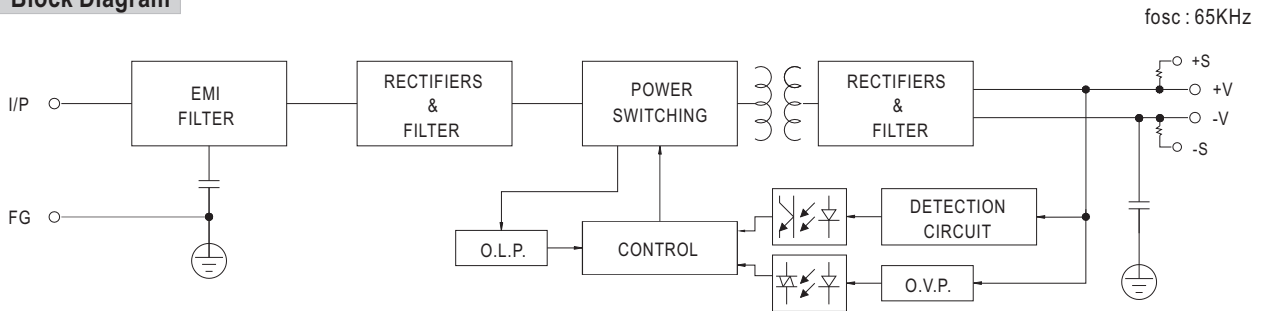 Block Diagram
fosc : 65KHz
I/P
EMI
FILTER
RECTIFIERS
&
FILTER
POWER
SWITCHING
RECTIFIERS
&
FILTER
+S
+V
-V
-S
FG
O.L.P.
CONTROL
DETECTION
CIRCUIT
O.V.P.